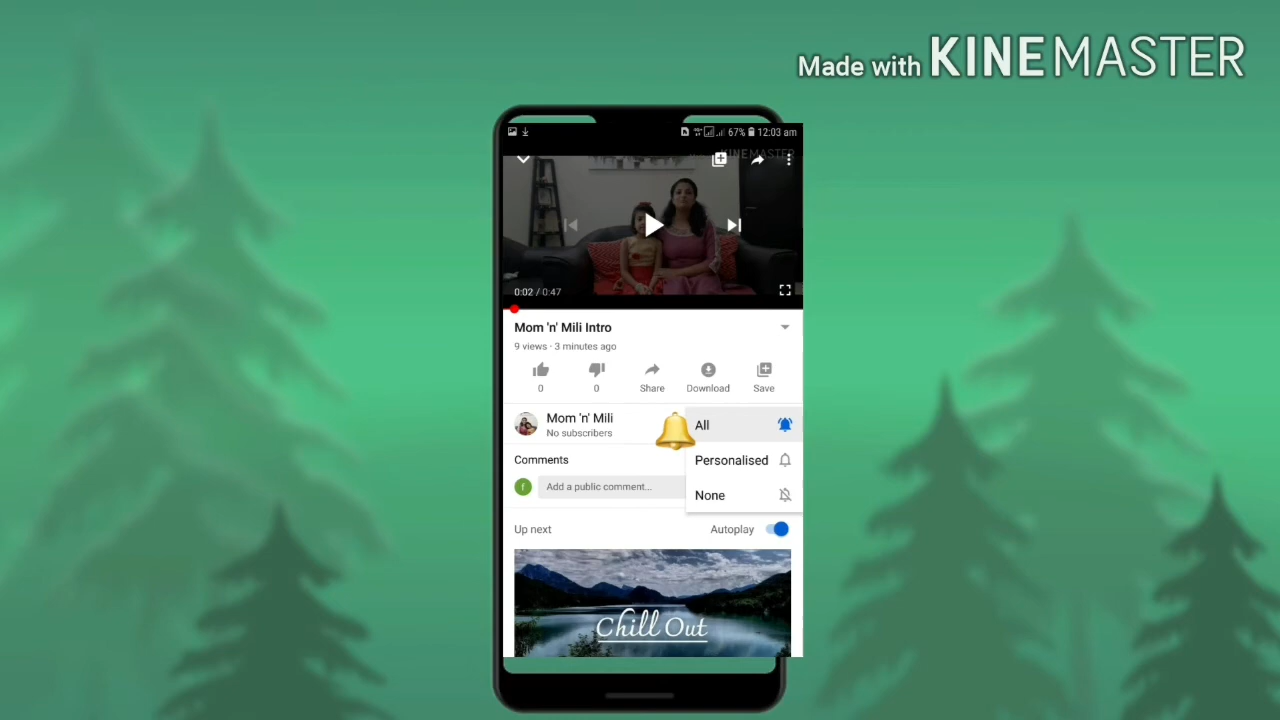 Made with KINEMASTER
67% 12:03 am
KINEMASTER
0:02 / 0:47
Mom 'n' Mili Intro
9 views · 3 minutes ago
0 0 Share Download Save
Mom 'n' Mili
No subscribers
All
Personalised
None
Comments
f Add a public comment...
Up next Autoplay
Chill Out